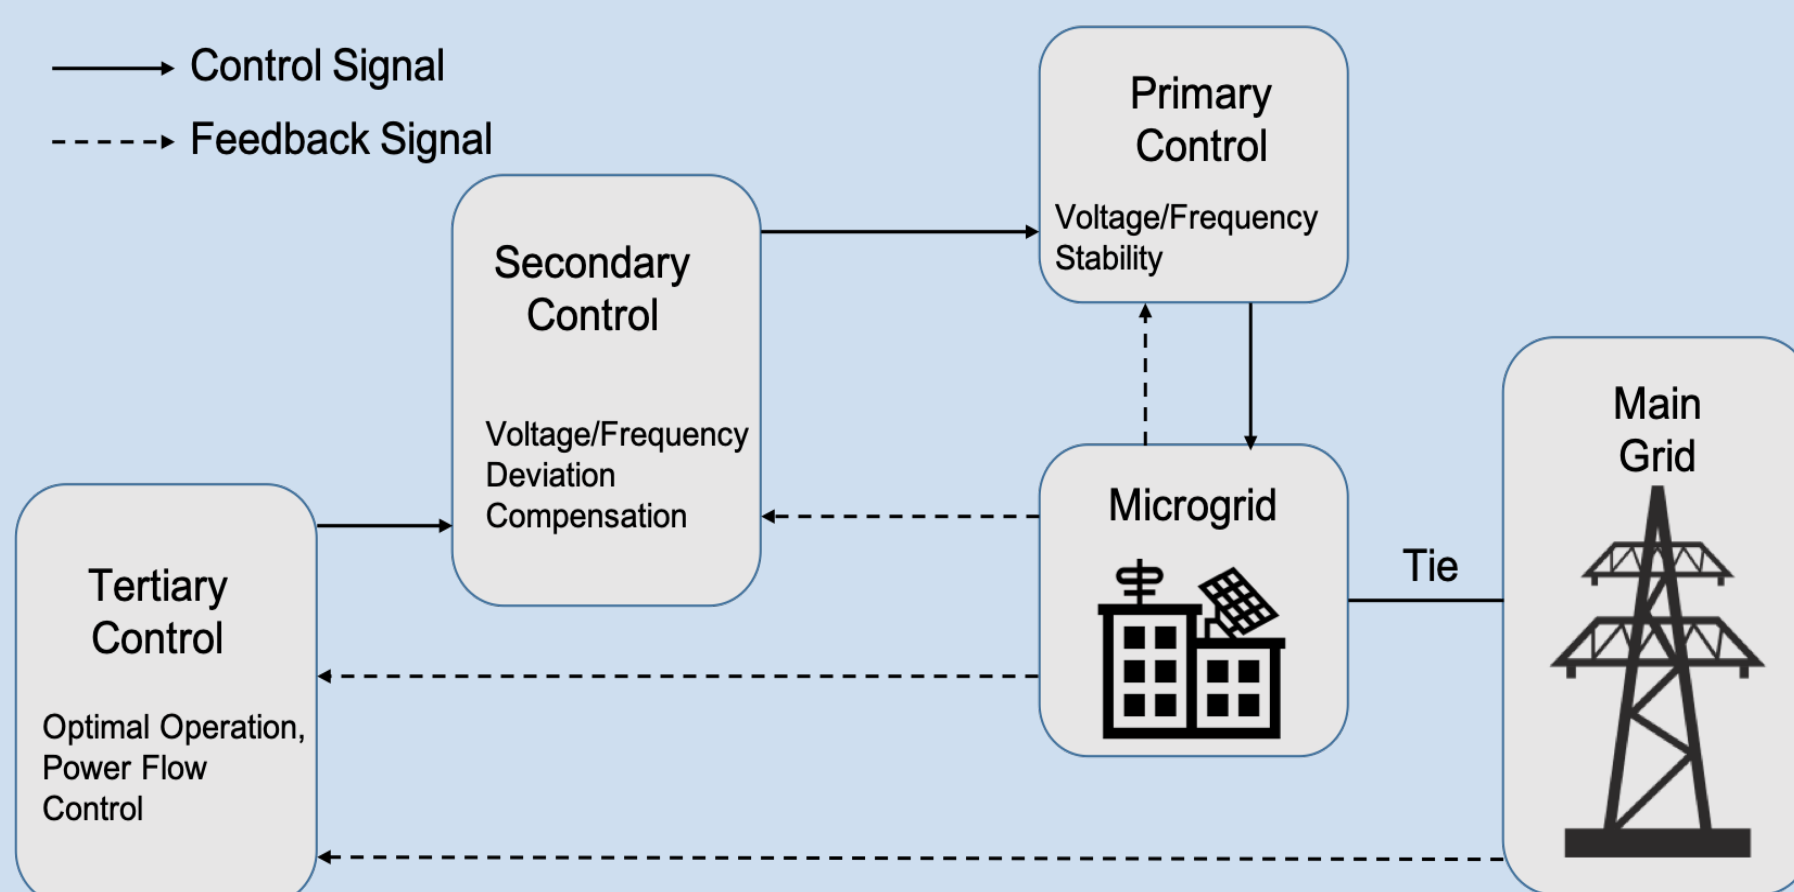 Control Signal
Feedback Signal
Primary
Control
Voltage/Frequency
Stability
Secondary
Control
Voltage/Frequency
Deviation
Compensation
Tertiary
Control
Optimal Operation,
Power Flow
Control
Microgrid
Tie
Main
Grid